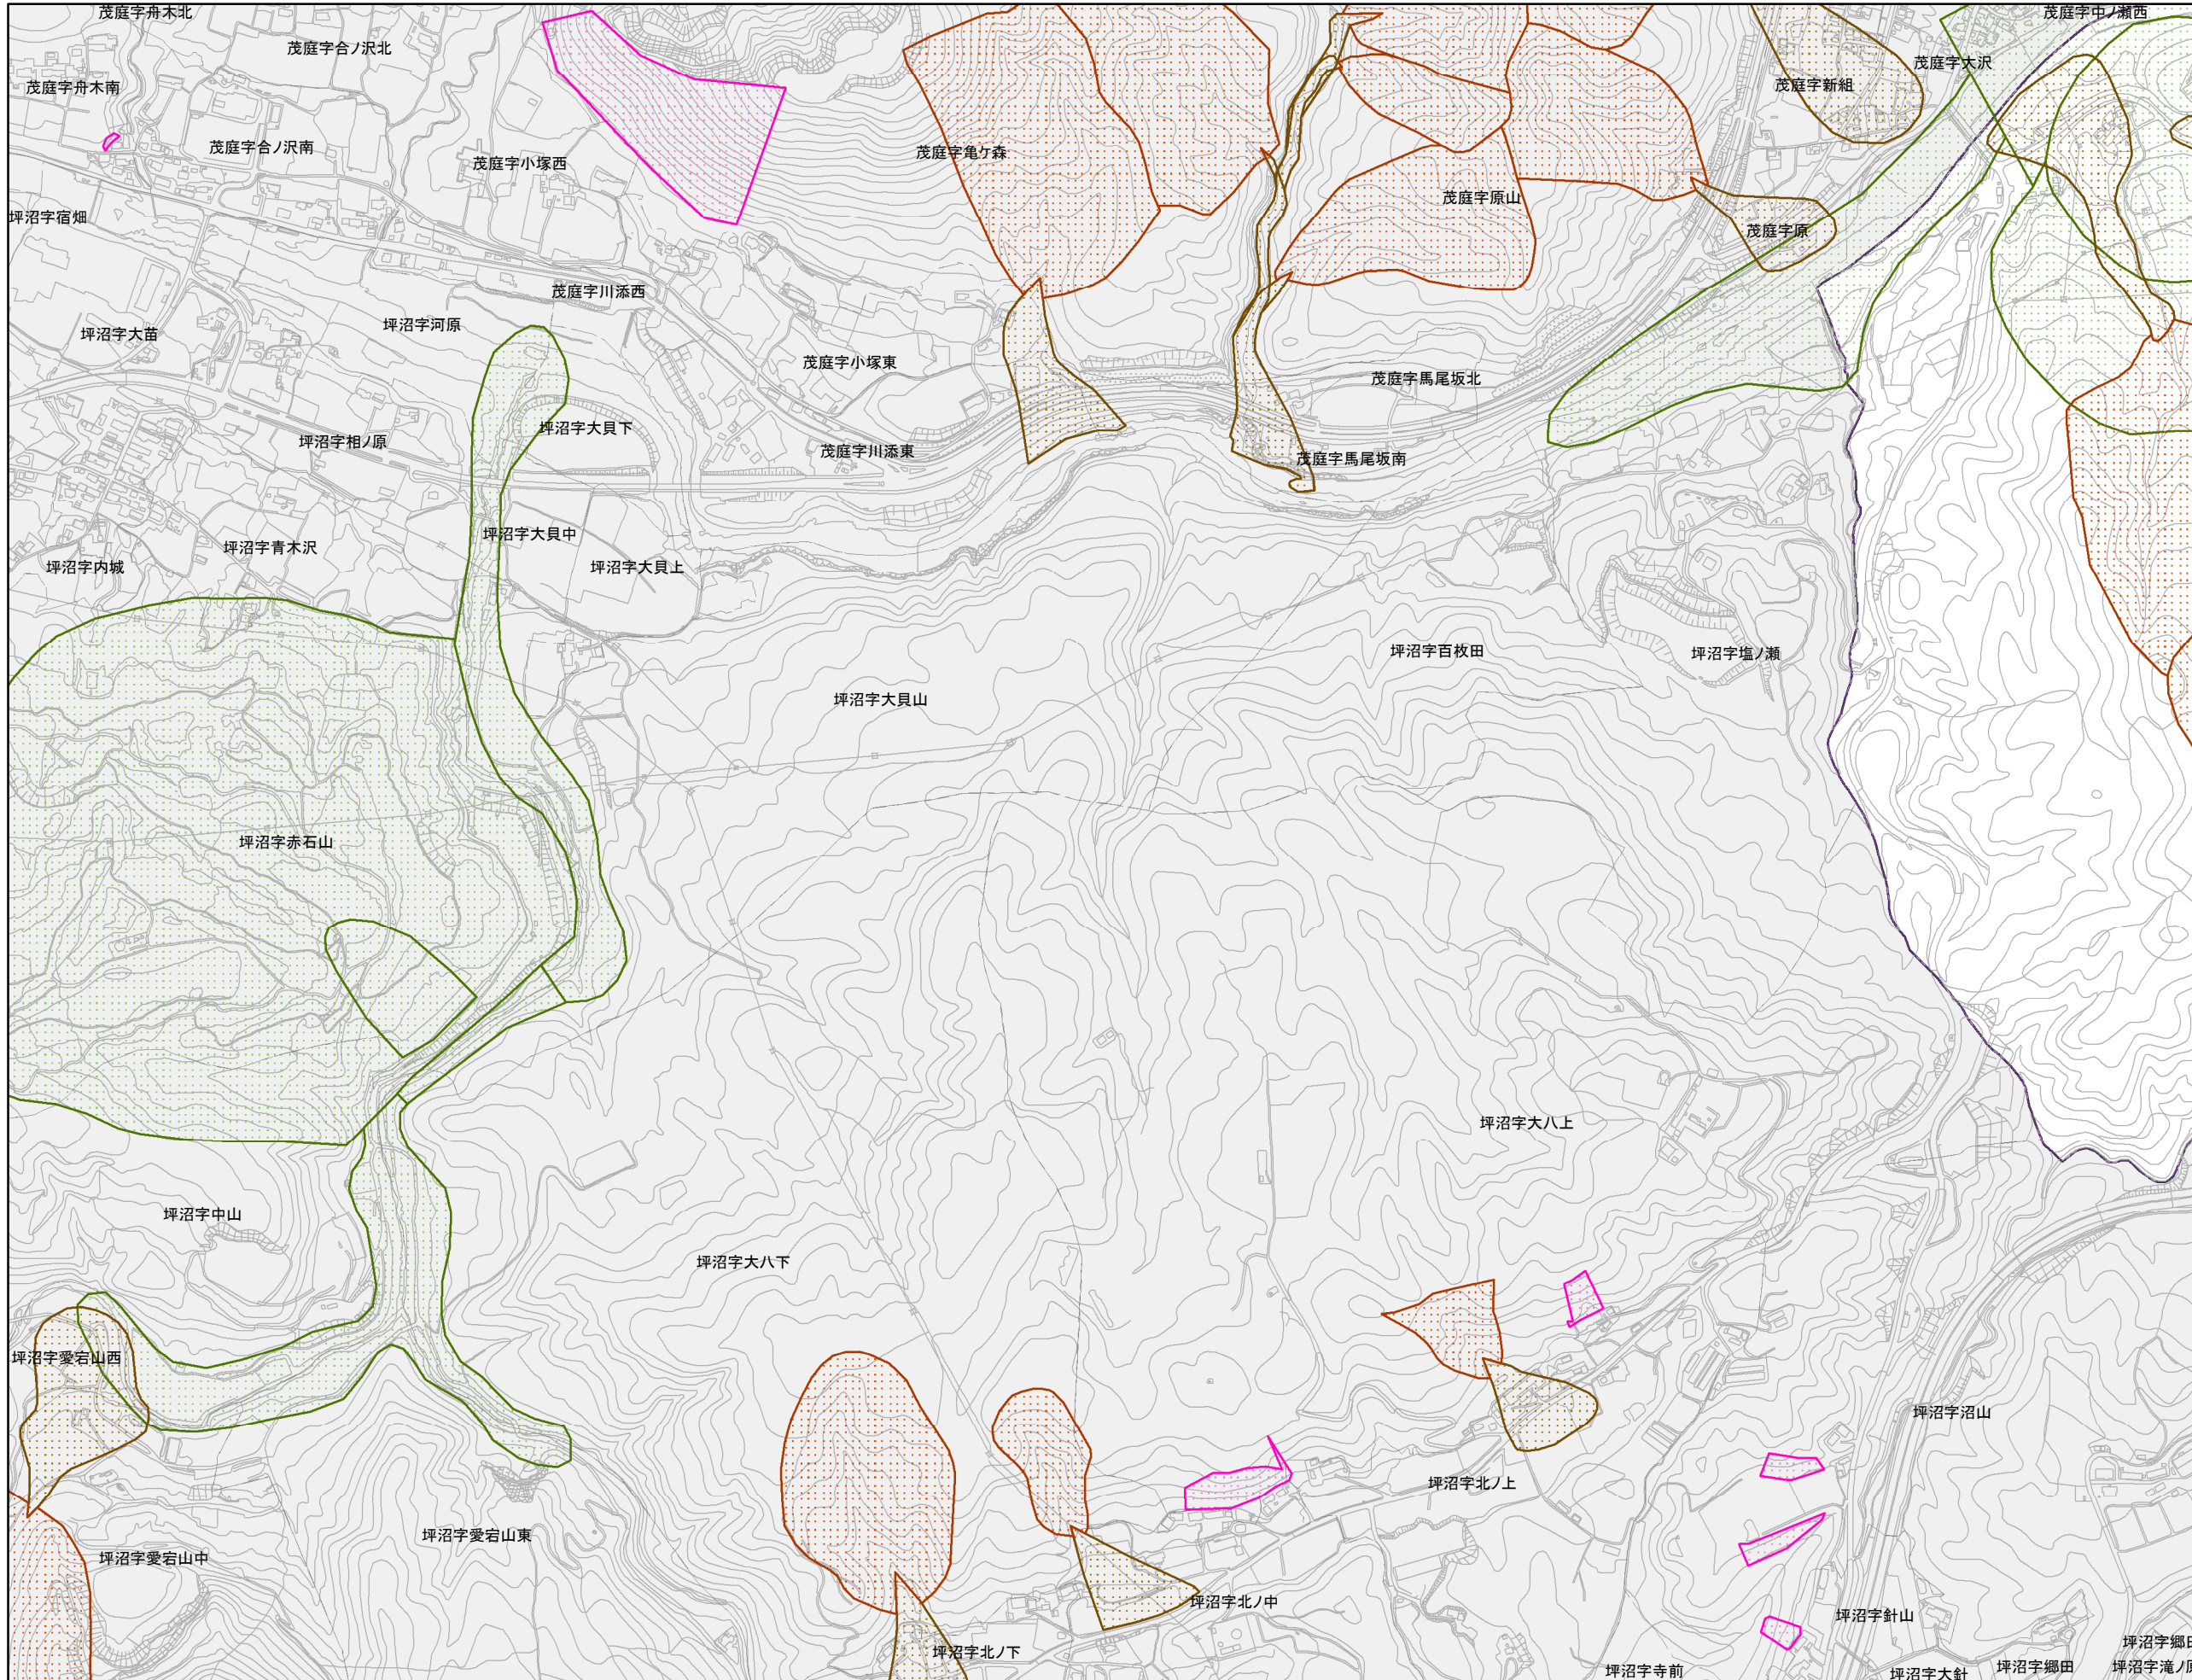 茂庭字舟木北
茂庭字中ノ瀬西
茂庭字合ノ沢北
茂庭字大沢
茂庭字舟木南
茂庭字新組
茂庭字合ノ沢南
茂庭字亀ケ森
茂庭字小塚西
茂庭字原山
坪沼字宿畑
茂庭字原
茂庭字川添西
坪沼字河原
坪沼字大苗
茂庭字小塚東
茂庭字馬尾坂北
坪沼字大貝下
坪沼字相ノ原
茂庭字川添東
茂庭字馬尾坂南
坪沼字大貝中
坪沼字青木沢
坪沼字内城
坪沼字大貝上
坪沼字百枚田
坪沼字塩ノ瀬
坪沼字大貝山
坪沼字赤石山
坪沼字大八上
坪沼字中山
坪沼字大八下
坪沼字愛宕山西
坪沼字沼山
坪沼字北ノ上
坪沼字愛宕山東
坪沼字愛宕山中
坪沼字北ノ中
坪沼字針山
坪沼字北ノ下
坪沼字郷田
坪沼字寺前
坪沼字大針
坪沼字郷田
坪沼字滝ノ原